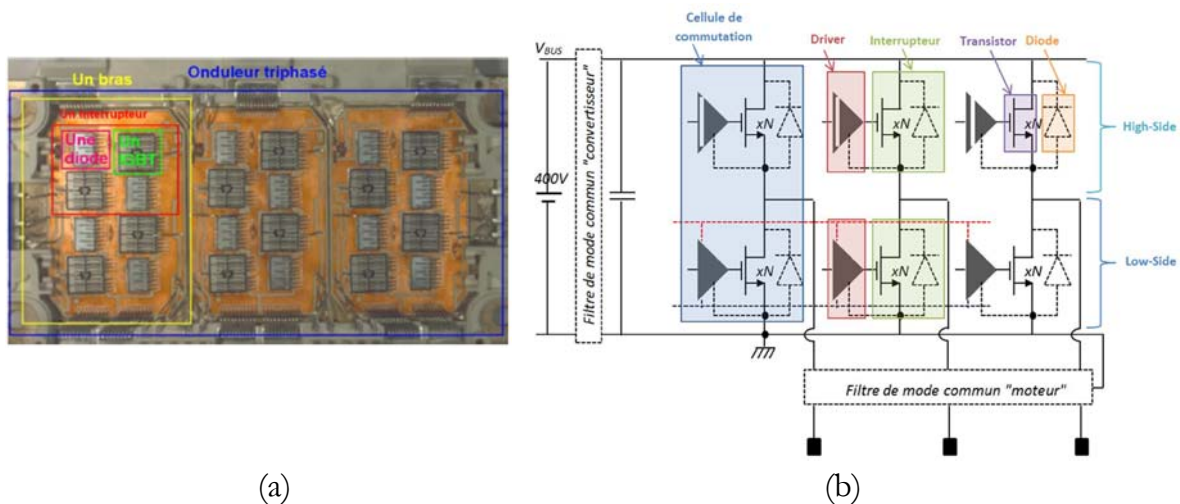 Onduleur triphasé
Un bras
Un interrupteur
Une
diode
Un
IGBT
(a)
Cellule de
commutation
Driver
Interrupteur
Transistor
Diode
VBUS
400V
Filtre de mode commun "convertisseur"
xN
xN
xN
High-Side
xN
xN
xN
Low-Side
Filtre de mode commun "moteur"
(b)